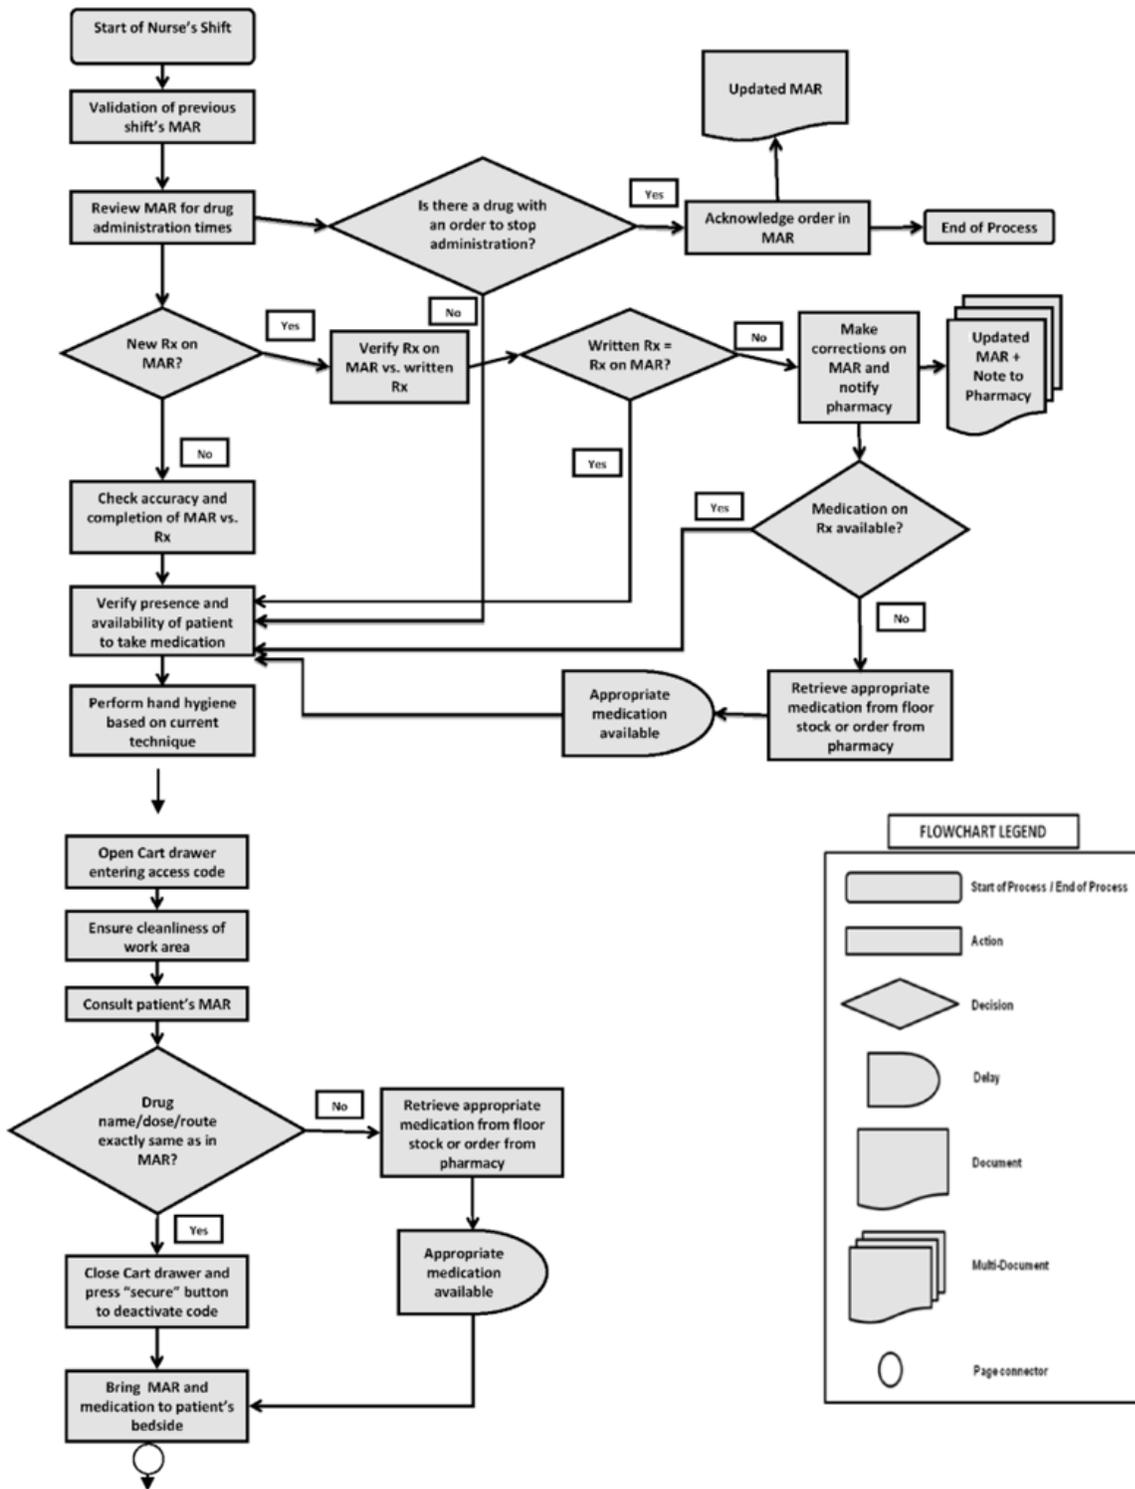 Start of Nurse's Shift
Validation of previous
shift's MAR
Review MAR for drug
administration times
Is there a drug with
an order to stop
administration?
Yes
Acknowledge order in
MAR
Updated MAR
End of Process
No
New Rx on
MAR?
Yes
Verify Rx on
MAR vs. written
Rx
Written Rx =
Rx on MAR?
No
Make
corrections on
MAR and
notify
pharmacy
Updated
MAR +
Note to
Pharmacy
No
Yes
Check accuracy and
completion of MAR vs.
Rx
Yes
Medication on
Rx available?
No
Verify presence and
availability of patient
to take medication
Retrieve appropriate
medication from floor
stock or order from
pharmacy
Appropriate
medication
available
Perform hand hygiene
based on current
technique
Open Cart drawer
entering access code
Ensure cleanliness of
work area
Consult patient's MAR
Drug
name/dose/route
exactly same as in
MAR?
No
Retrieve appropriate
medication from floor
stock or order from
pharmacy
Yes
Appropriate
medication
available
Close Cart drawer and
press "secure" button
to deactivate code
Bring MAR and
medication to patient's
bedside
FLOWCHART LEGEND
Start of Process / End of Process
Action
Decision
Delay
Document
Multi-Document
Page connector